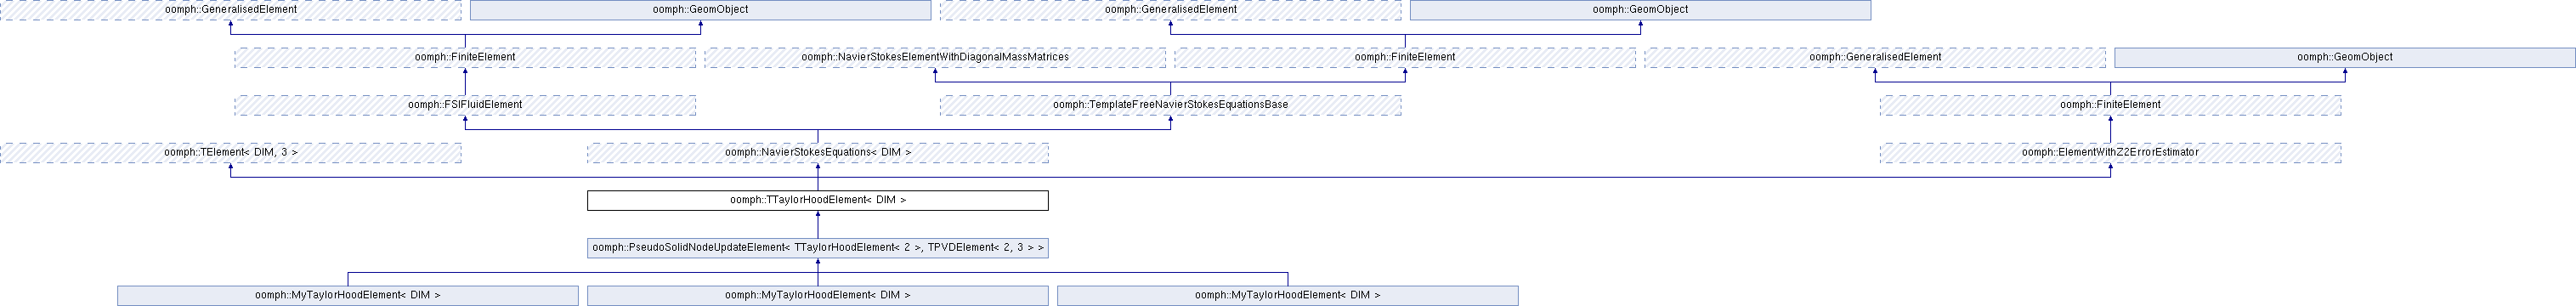 oomph::GeneralisedElement
oomph::GeomObject
oomph::GeneralisedElement
oomph::GeomObject
oomph::FiniteElement
oomph::NavierStokesElementWithDiagonalMassMatrices
oomph::FiniteElement
oomph::GeneralisedElement
oomph::GeomObject
oomph::FSIFluidElement
oomph::TemplateFreeNavierStokesEquationsBase
oomph::FiniteElement
oomph::TElement< DIM, 3 >
oomph::NavierStokesEquations< DIM >
oomph::ElementWithZ2ErrorEstimator
oomph::TTaylorHoodElement< DIM >
oomph::PseudoSolidNodeUpdateElement< TTaylorHoodElement< 2 >, TPVDElement< 2, 3 > >
oomph::MyTaylorHoodElement< DIM >
oomph::MyTaylorHoodElement< DIM >
oomph::MyTaylorHoodElement< DIM >